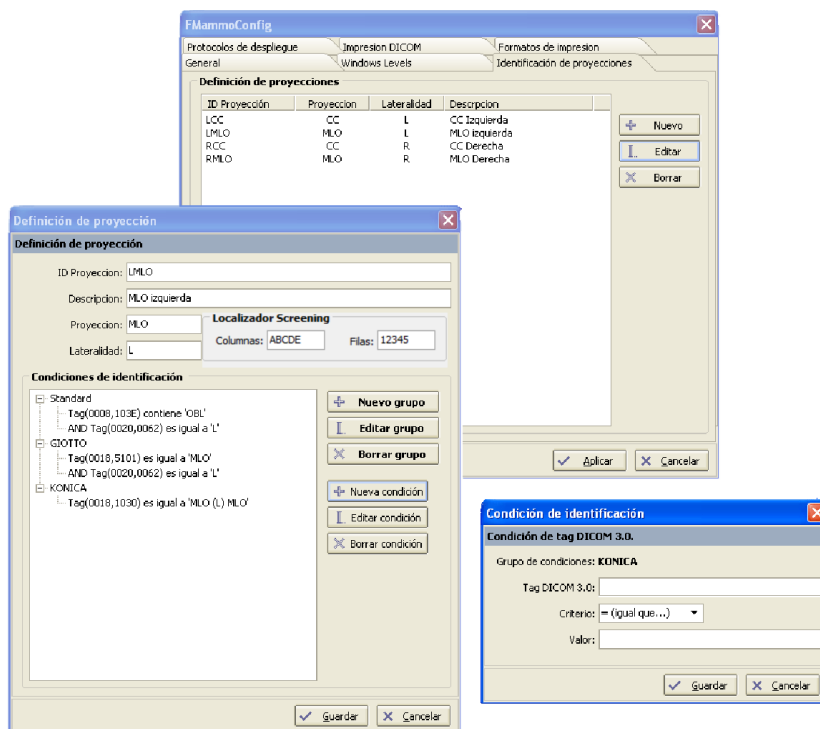 FMammoConfig
Protocolos de despliegue Impresion DICOM Formatos de impresion
General Windows Levels Identificación de proyecciones
Definición de proyecciones
ID Proyección Proyeccion Lateralidad Descrpcion
LCC CC L CC Izquierda
LMLO MLO L MLO izquierda
RCC CC R CC Derecha
RMLO MLO R MLO Derecha
Nuevo
Editar
Borrar
Aplicar Cancelar
Definición de proyección
Definición de proyección
ID Proyeccion: LMLO
Descripcion: MLO izquierda
Proyeccion: MLO
Lateralidad: L
Localizador Screening
Columnas: ABCDE Filas: 12345
Condiciones de identificación
Standard
Tag(0008,103E) contiene 'OBL'
AND Tag(0020,0062) es igual a 'L'
GIOTTO
Tag(0018,5101) es igual a 'MLO'
AND Tag(0020,0062) es igual a 'L'
KONICA
Tag(0018,1030) es igual a 'MLO (L) MLO'
Nuevo grupo
Editar grupo
Borrar grupo
Nueva condición
Editar condición
Borrar condición
Guardar Cancelar
Condición de identificación
Condición de tag DICOM 3.0.
Grupo de condiciones: KONICA
Tag DICOM 3.0:
Criterio: = (igual que...)
Valor:
Guardar Cancelar